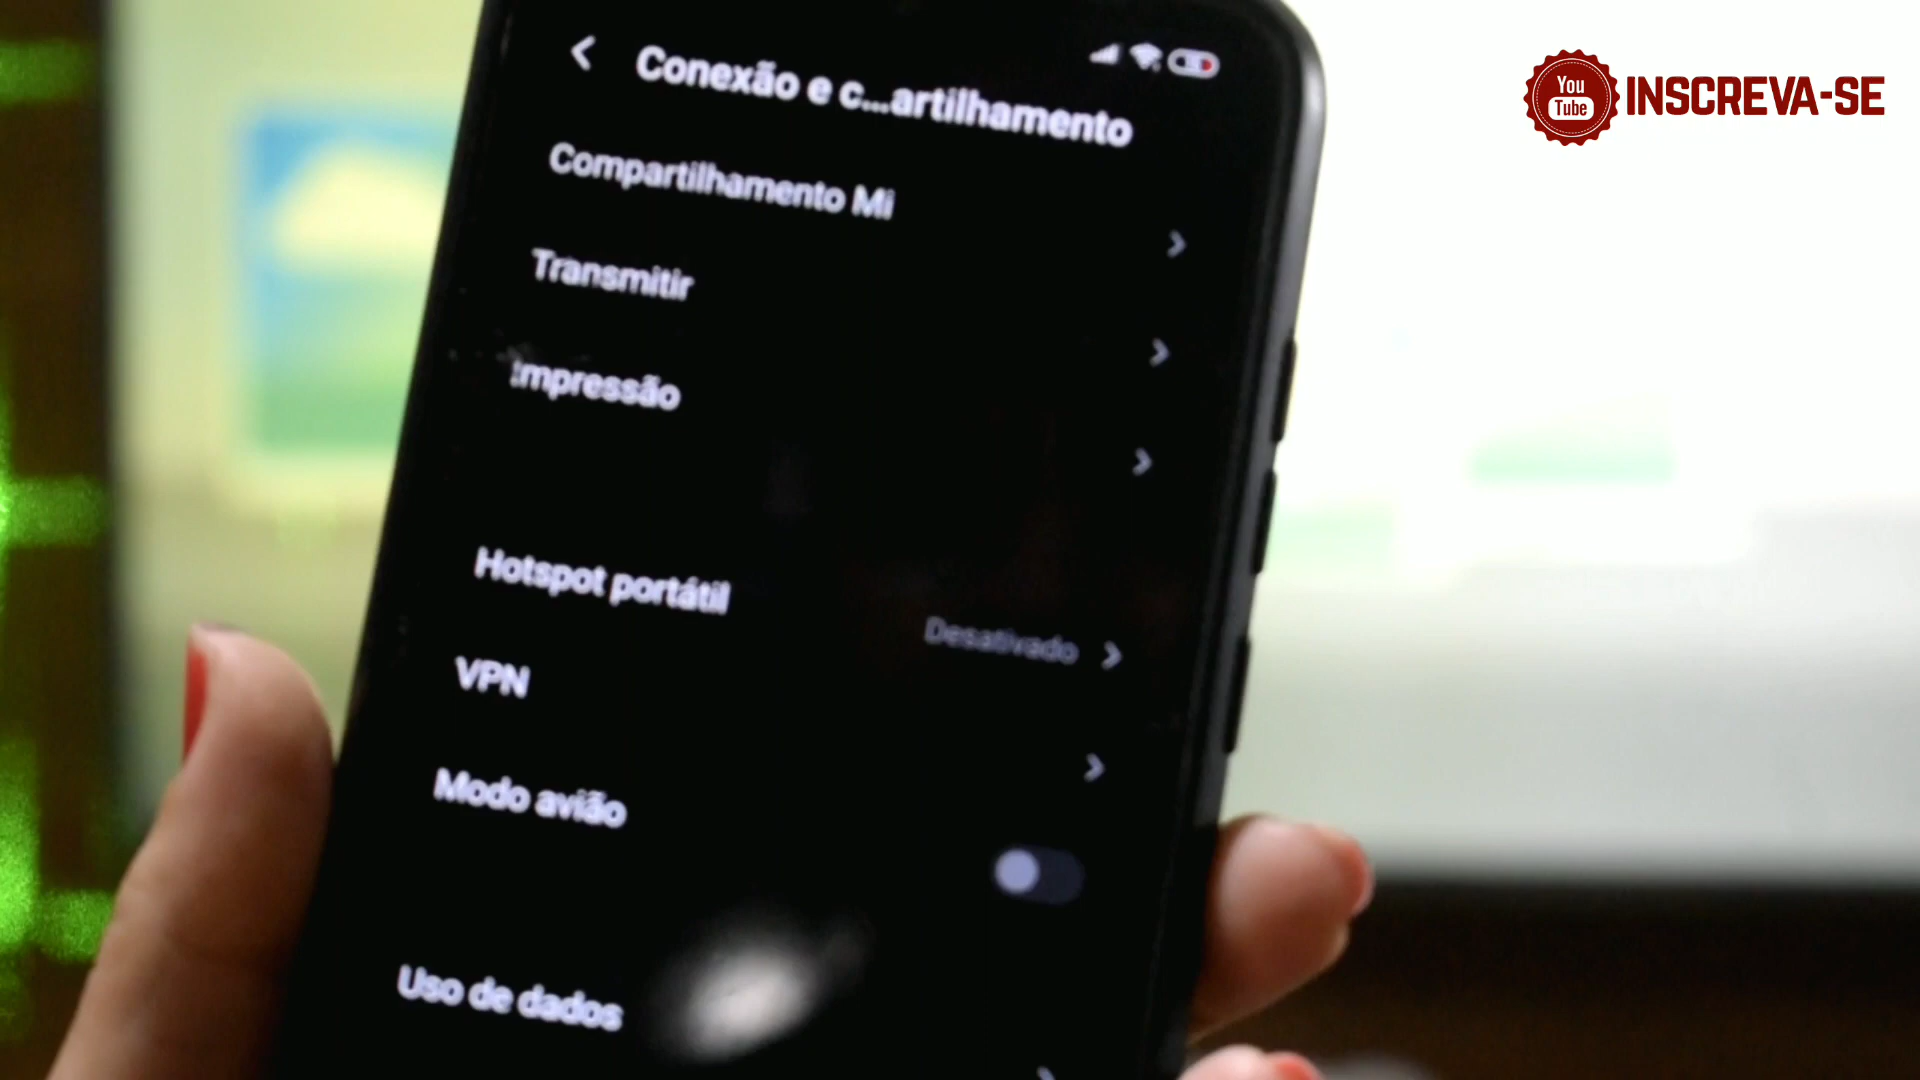 Conexão e c...artilhamento
You
Tube
INSCREVA-SE
Compartilhamento Mi
Transmitir
Impressão
Hotspot portátil
Desativado
VPN
Modo avião
Uso de dados